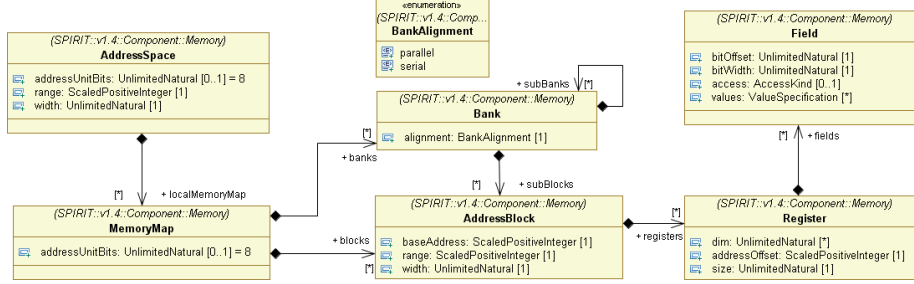 «enumeration»
(SPIRIT::v1.4::Comp...
BankAlignment
parallel
serial
(SPIRIT::v1.4::Component::Memory)
AddressSpace
addressUnitBits: UnlimitedNatural [0..1] = 8
range: ScaledPositiveInteger [1]
width: UnlimitedNatural [1]
(SPIRIT::v1.4::Component::Memory)
Field
bitOffset: UnlimitedNatural [1]
bitWidth: UnlimitedNatural [1]
access: AccessKind [0..1]
values: ValueSpecification [*]
+ subBanks
[*]
(SPIRIT::v1.4::Component::Memory)
Bank
alignment: BankAlignment [1]
[*]
+ banks
[*]
+ fields
[*]
+ localMemoryMap
[*]
+ subBlocks
(SPIRIT::v1.4::Component::Memory)
MemoryMap
addressUnitBits: UnlimitedNatural [0..1] = 8
+ blocks
[*]
(SPIRIT::v1.4::Component::Memory)
AddressBlock
baseAddress: ScaledPositiveInteger [1]
range: ScaledPositiveInteger [1]
width: UnlimitedNatural [1]
[*]
+ registers
(SPIRIT::v1.4::Component::Memory)
Register
dim: UnlimitedNatural [*]
addressOffset: ScaledPositiveInteger [1]
size: UnlimitedNatural [1]